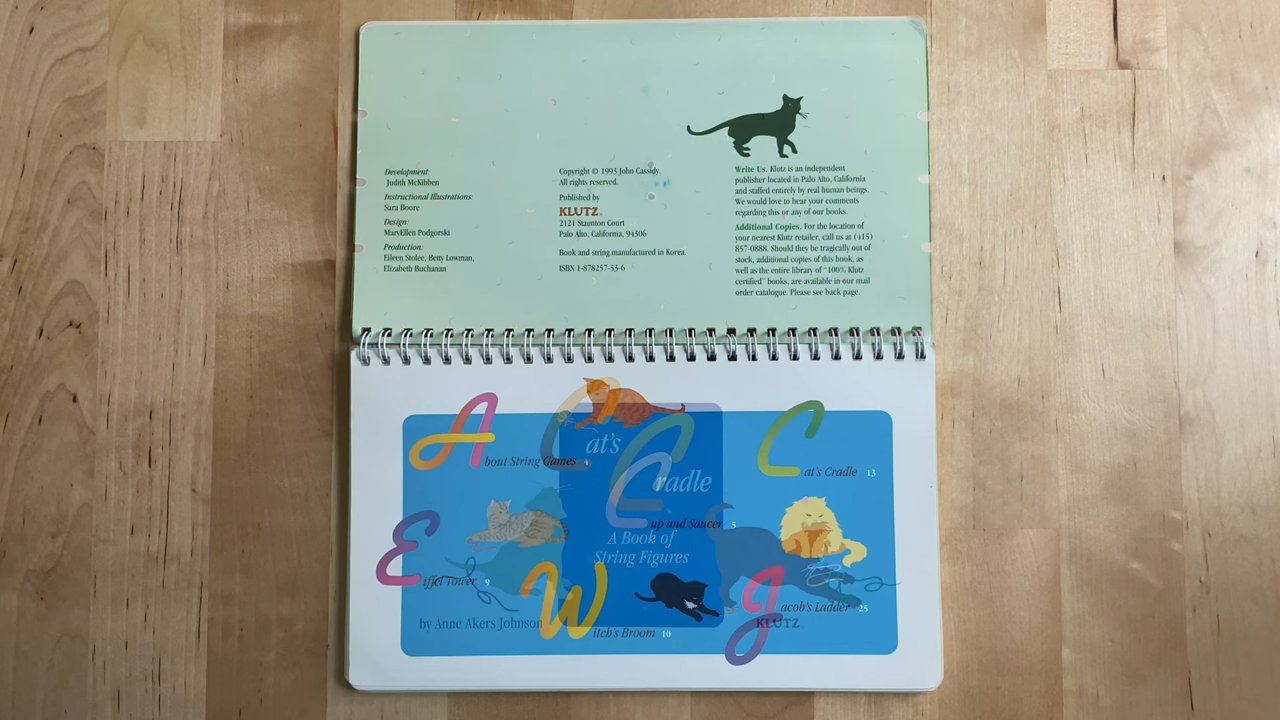 Development:
Judith McKibben
Instructional Illustrations:
Sara Boore
Design:
MaryEllen Podgorski
Production:
Eileen Stolee, Betty Lowman,
Elizabeth Buchanan
Copyright © 1993 John Cassidy.
All rights reserved.
Published by
KLUTZ®
2121 Staunton Court
Palo Alto, California, 94306
Book and string manufactured in Korea.
ISBN 1-878257-53-6
Write Us. Klutz is an independent
publisher located in Palo Alto, California
and staffed entirely by real human beings.
We would love to hear your comments
regarding this or any of our books.
Additional Copies. For the location of
your nearest Klutz retailer, call us at (415)
857-0888. Should they be tragically out of
stock, additional copies of this book, as
well as the entire library of "100% Klutz
certified" books, are available in our mail
order catalogue. Please see back page.
Cat's
Cradle
A Book of
String Figures
by Anne Akers Johnson
KLUTZ®
About String Games 4
Cat's Cradle 13
Cup and Saucer 5
Eiffel Tower 9
Witch's Broom 10
Jacob's Ladder 25